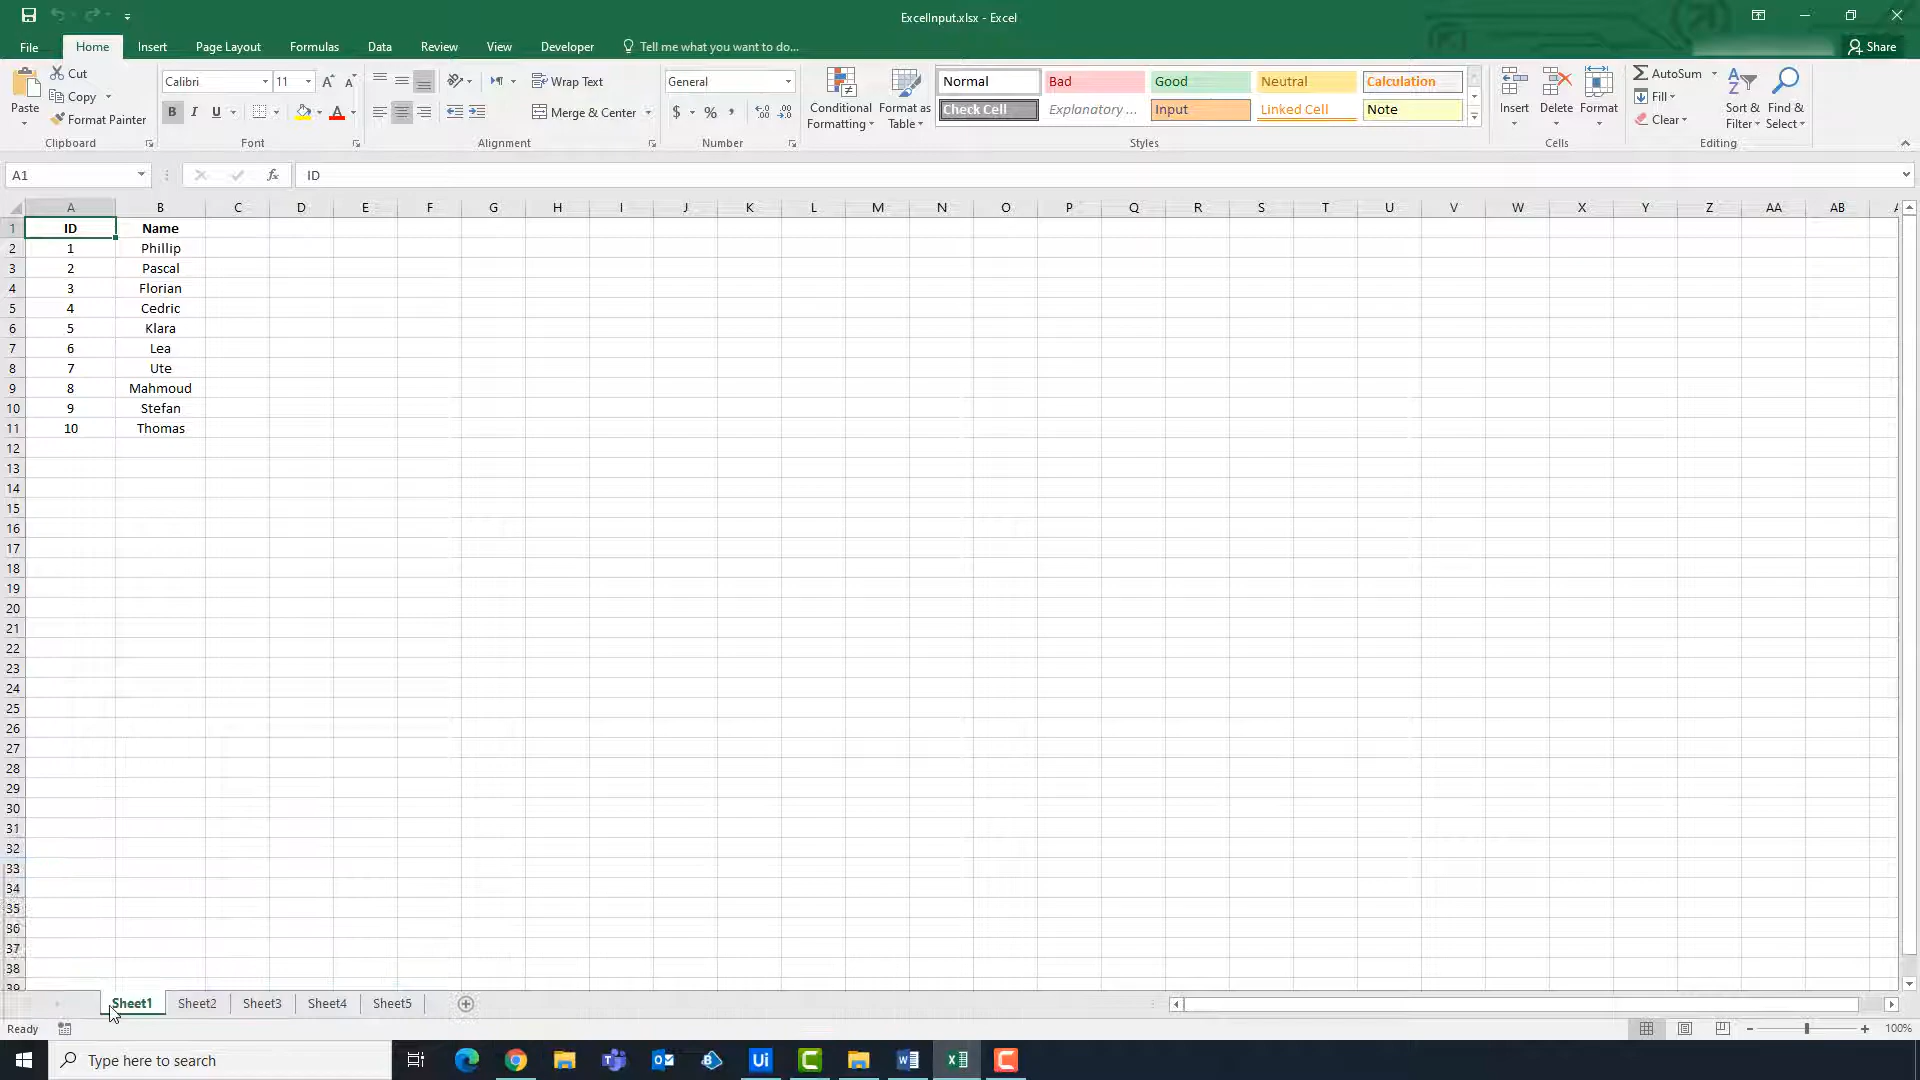 ExcelInput.xlsx - Excel
File Home Insert Page Layout Formulas Data Review View Developer Tell me what you want to do... Share
Paste
Cut
Copy
Format Painter
Clipboard
Calibri 11
B I U
Font
Wrap Text
Merge & Center
Alignment
General
$ %
Number
Conditional Formatting
Format as Table
Normal Bad Good Neutral Calculation
Check Cell Explanatory ... Input Linked Cell Note
Styles
Insert Delete Format
Cells
AutoSum
Fill
Clear
Sort & Filter
Find & Select
Editing
A1 fx ID
A B C D E F G H I J K L M N O P Q R S T U V W X Y Z AA AB
1 ID Name
2 1 Phillip
3 2 Pascal
4 3 Florian
5 4 Cedric
6 5 Klara
7 6 Lea
8 7 Ute
9 8 Mahmoud
10 9 Stefan
11 10 Thomas
12
13
14
15
16
17
18
19
20
21
22
23
24
25
26
27
28
29
30
31
32
33
34
35
36
37
38
39
Sheet1 Sheet2 Sheet3 Sheet4 Sheet5
Ready 100%
Type here to search Ui